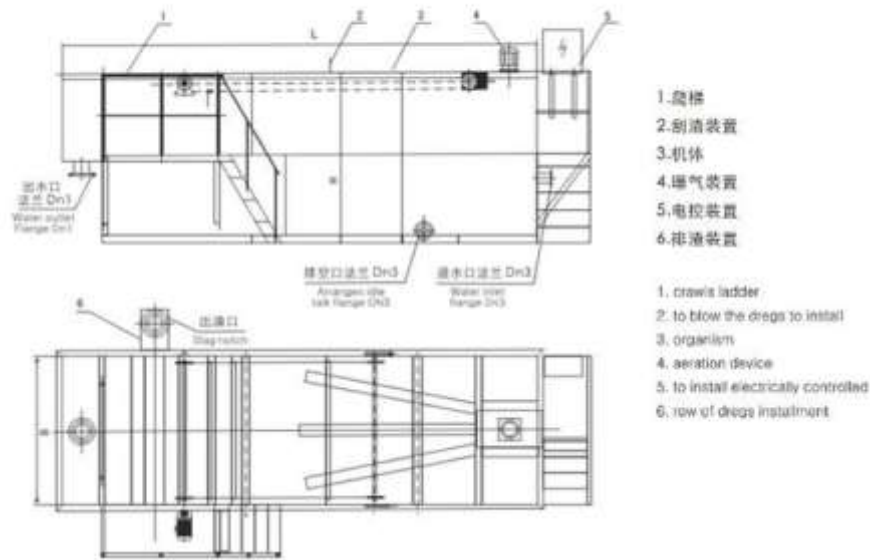 1
L
2
3
4
5
出水口
法兰 Dn1
Water outlet
Flange Dn1
H
排空口法兰 Dn3
Arranges idle
talk flange DN3
进水口法兰 Dn3
Water inlet
flange Dn3
6
出渣口
Slag notch
B
1.爬梯
2.刮渣装置
3.机体
4.曝气装置
5.电控装置
6.排渣装置
1. crawls ladder
2. to blow the dregs to install
3. organism
4. aeration device
5. to install electrically controlled
6. row of dregs installment